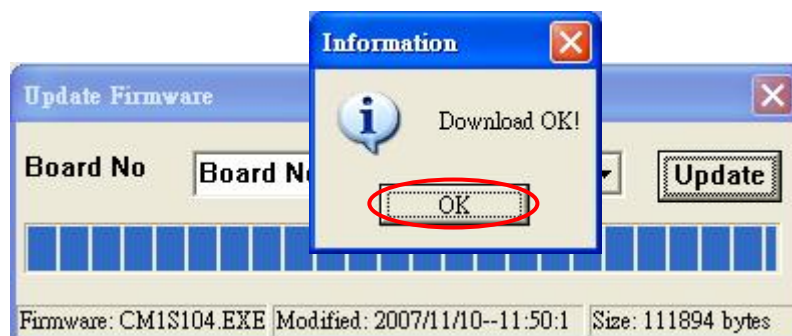 Information
Download OK!
OK
Update Firmware
Board No
Board
Update
Firmware: CM1S104.EXE
Modified: 2007/11/10--11:50:1
Size: 111894 bytes